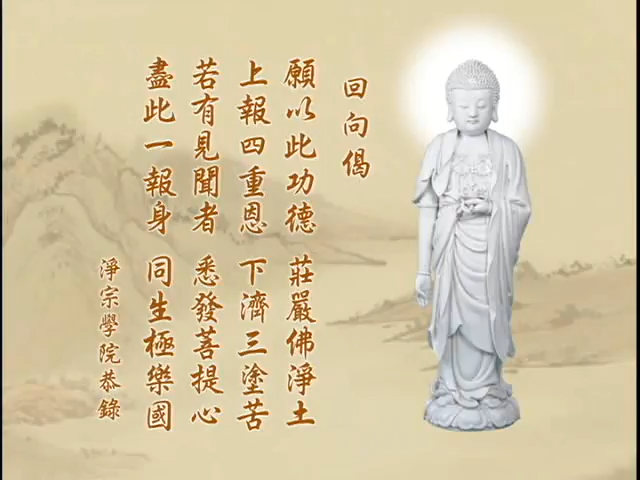 回向偈
願以此功德 莊嚴佛淨土
上報四重恩 下濟三塗苦
若有見聞者 悉發菩提心
盡此一報身 同生極樂國
淨宗學院恭錄